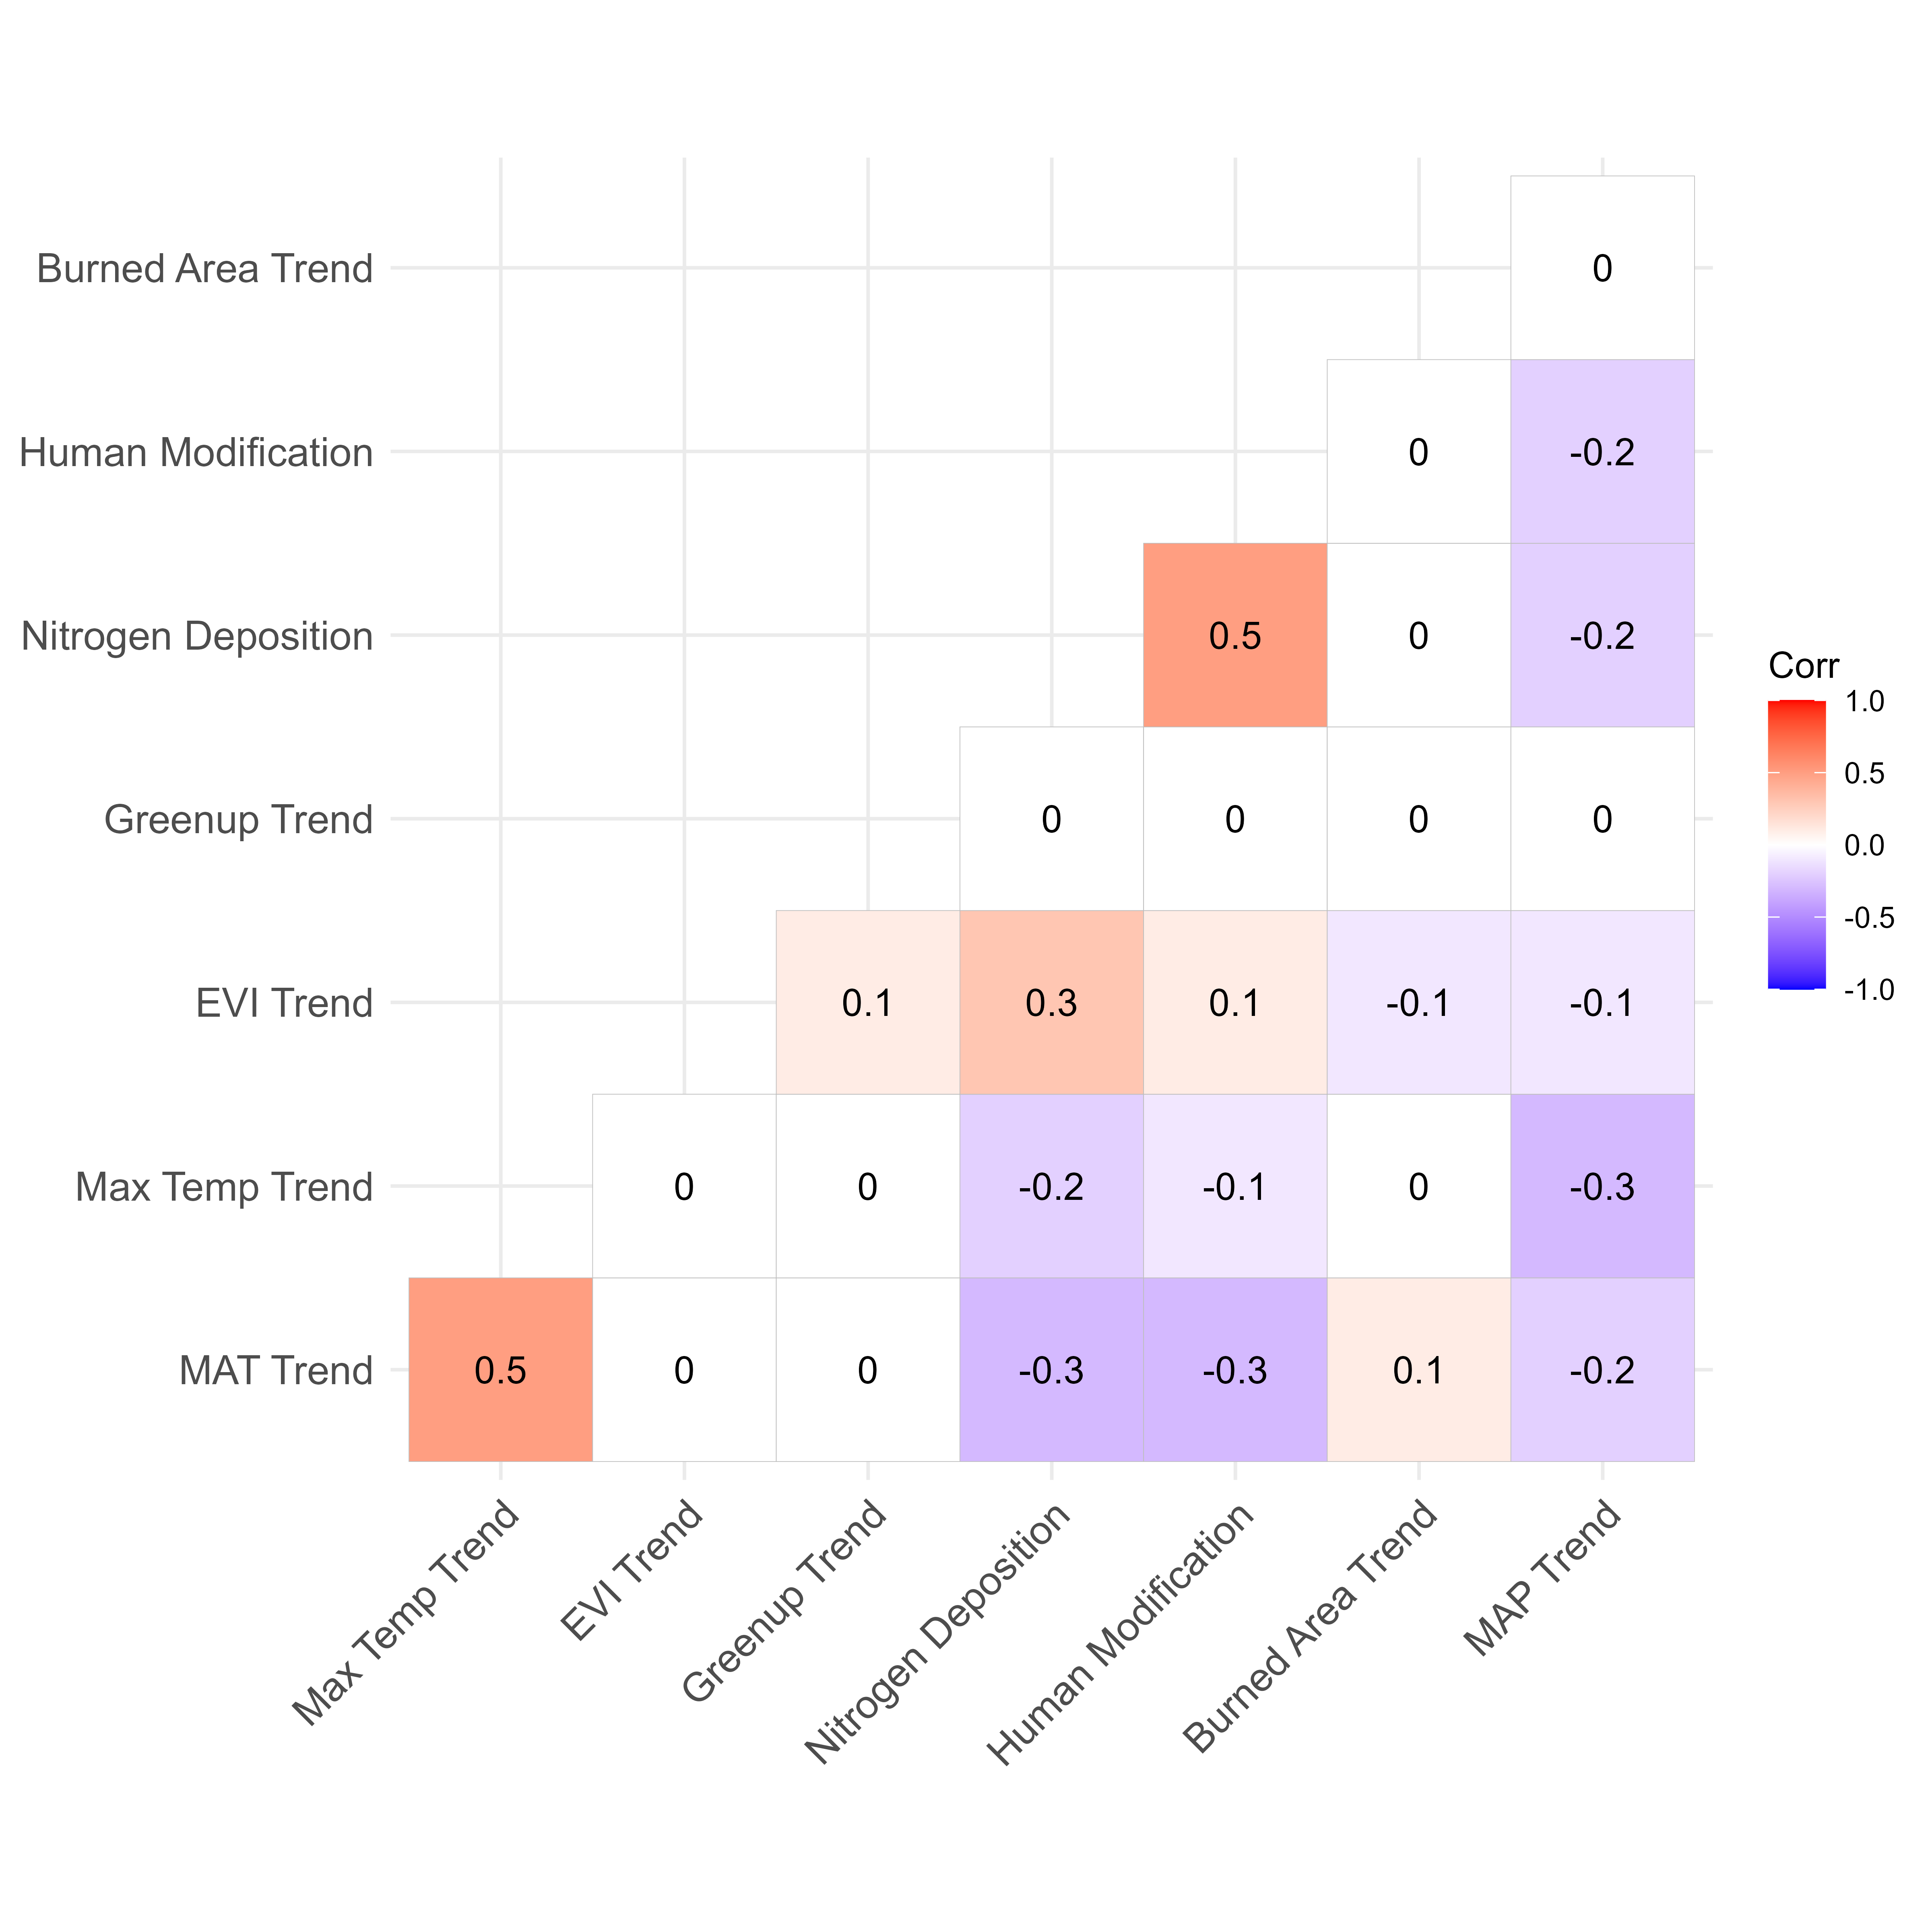 Burned Area Trend 0
Human Modification 0 -0.2
Nitrogen Deposition 0.5 0 -0.2
Greenup Trend 0 0 0 0
EVI Trend 0.1 0.3 0.1 -0.1 -0.1
Max Temp Trend 0 0 -0.2 -0.1 0 -0.3
MAT Trend 0.5 0 0 -0.3 -0.3 0.1 -0.2
Max Temp Trend
EVI Trend
Greenup Trend
Nitrogen Deposition
Human Modification
Burned Area Trend
MAP Trend
Corr
1.0
0.5
0.0
-0.5
-1.0